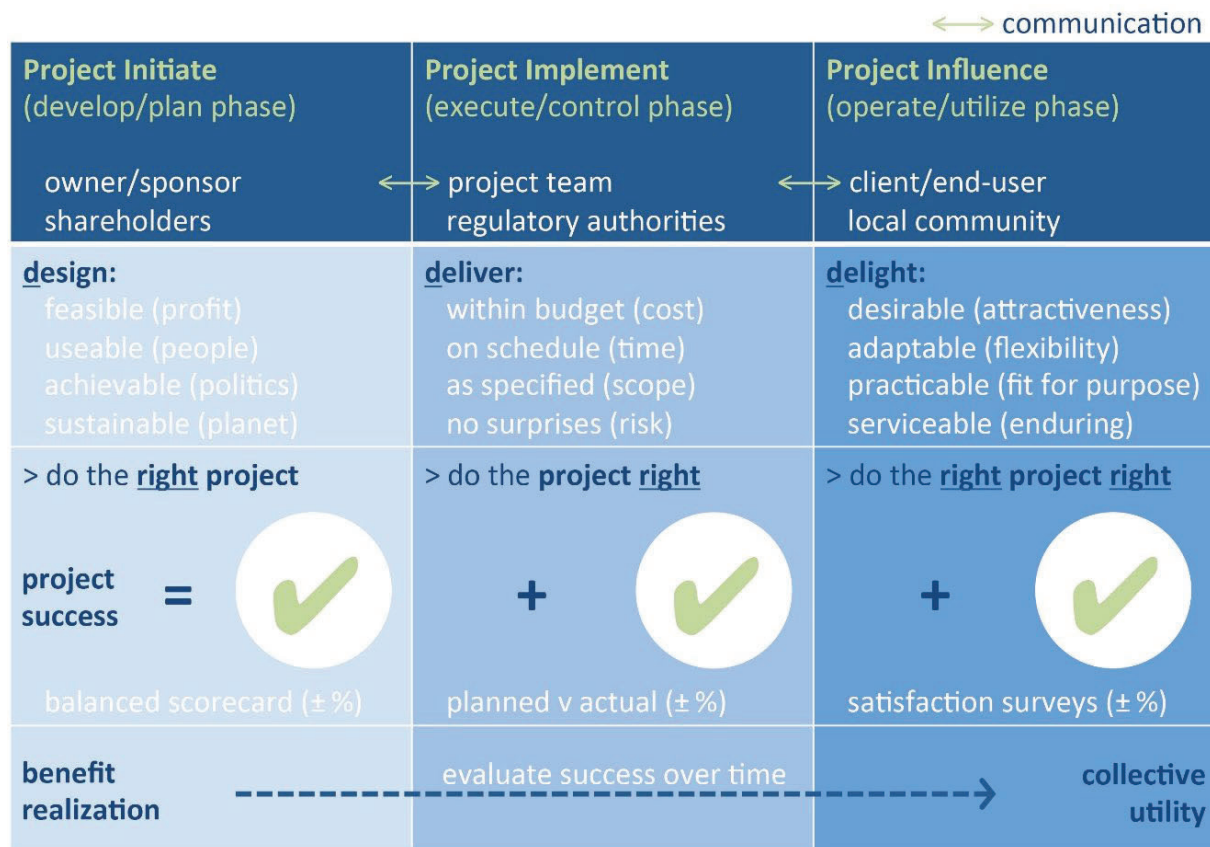 communication
Project Initiate
(develop/plan phase)
owner/sponsor
shareholders
Project Implement
(execute/control phase)
project team
regulatory authorities
Project Influence
(operate/utilize phase)
client/end-user
local community
design:
feasible (profit)
useable (people)
achievable (politics)
sustainable (planet)
deliver:
within budget (cost)
on schedule (time)
as specified (scope)
no surprises (risk)
delight:
desirable (attractiveness)
adaptable (flexibility)
practicable (fit for purpose)
serviceable (enduring)
> do the right project
> do the project right
> do the right project right
project
success
=
+
+
balanced scorecard (± %)
planned v actual (± %)
satisfaction surveys (± %)
benefit
realization
evaluate success over time
collective
utility